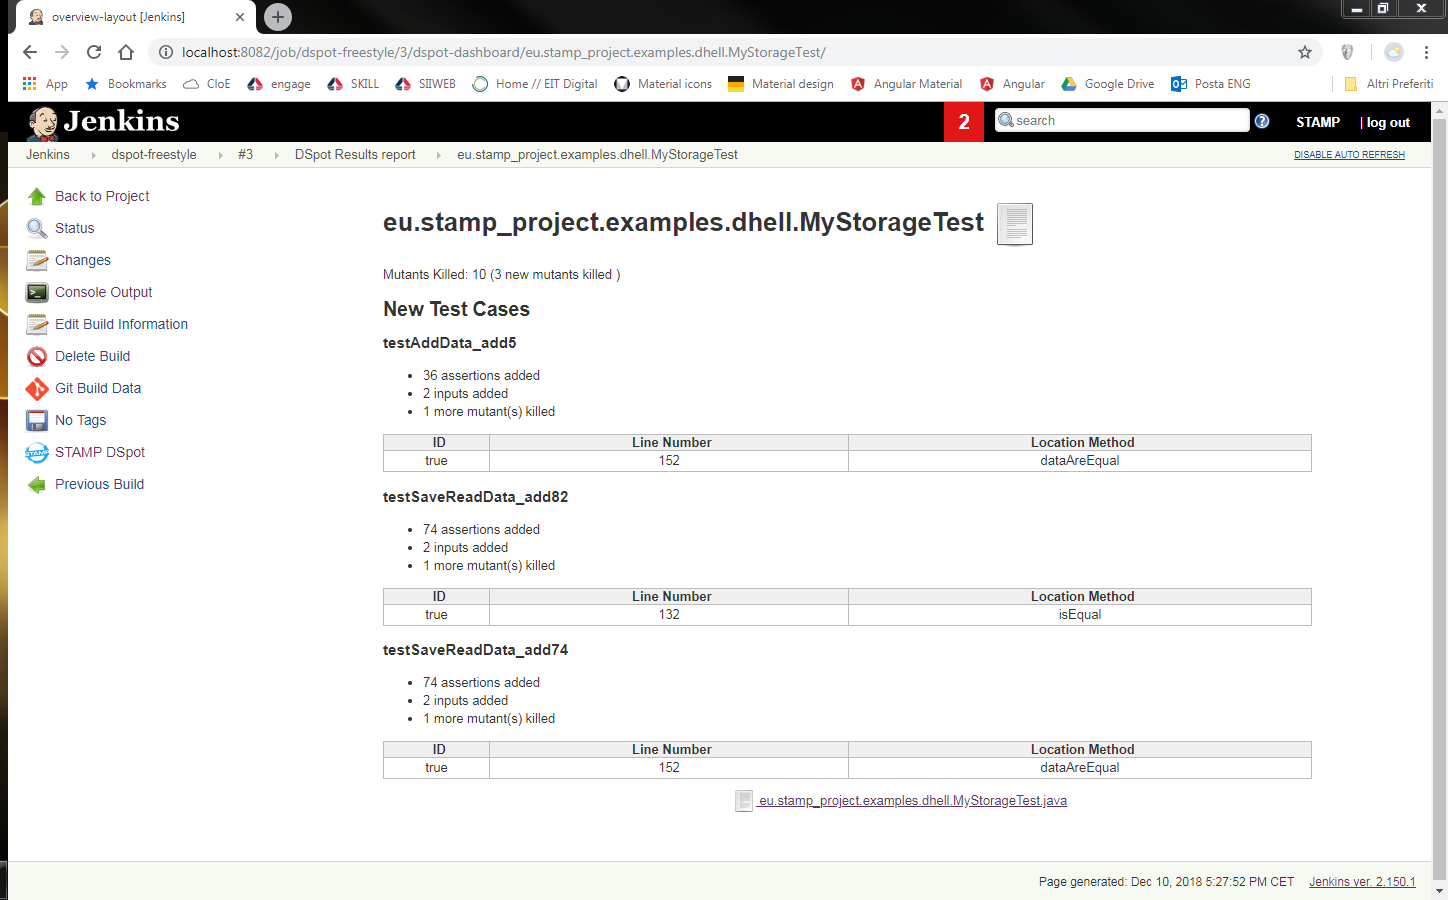 overview-layout [Jenkins]
localhost:8082/job/dspot-freestyle/3/dspot-dashboard/eu.stamp_project.examples.dhell.MyStorageTest/
App Bookmarks CloE engage SKILL SIIWEB Home // EIT Digital Material icons Material design Angular Material Angular Google Drive Posta ENG Altri Preferiti
Jenkins 2 search STAMP | log out
Jenkins dspot-freestyle #3 DSpot Results report eu.stamp_project.examples.dhell.MyStorageTest DISABLE AUTO REFRESH
Back to Project
Status
Changes
Console Output
Edit Build Information
Delete Build
Git Build Data
No Tags
STAMP DSpot
Previous Build
eu.stamp_project.examples.dhell.MyStorageTest
Mutants Killed: 10 (3 new mutants killed )
New Test Cases
testAddData_add5
36 assertions added
2 inputs added
1 more mutant(s) killed
ID Line Number Location Method
true 152 dataAreEqual
testSaveReadData_add82
74 assertions added
2 inputs added
1 more mutant(s) killed
ID Line Number Location Method
true 132 isEqual
testSaveReadData_add74
74 assertions added
2 inputs added
1 more mutant(s) killed
ID Line Number Location Method
true 152 dataAreEqual
eu.stamp_project.examples.dhell.MyStorageTest.java
Page generated: Dec 10, 2018 5:27:52 PM CET Jenkins ver. 2.150.1